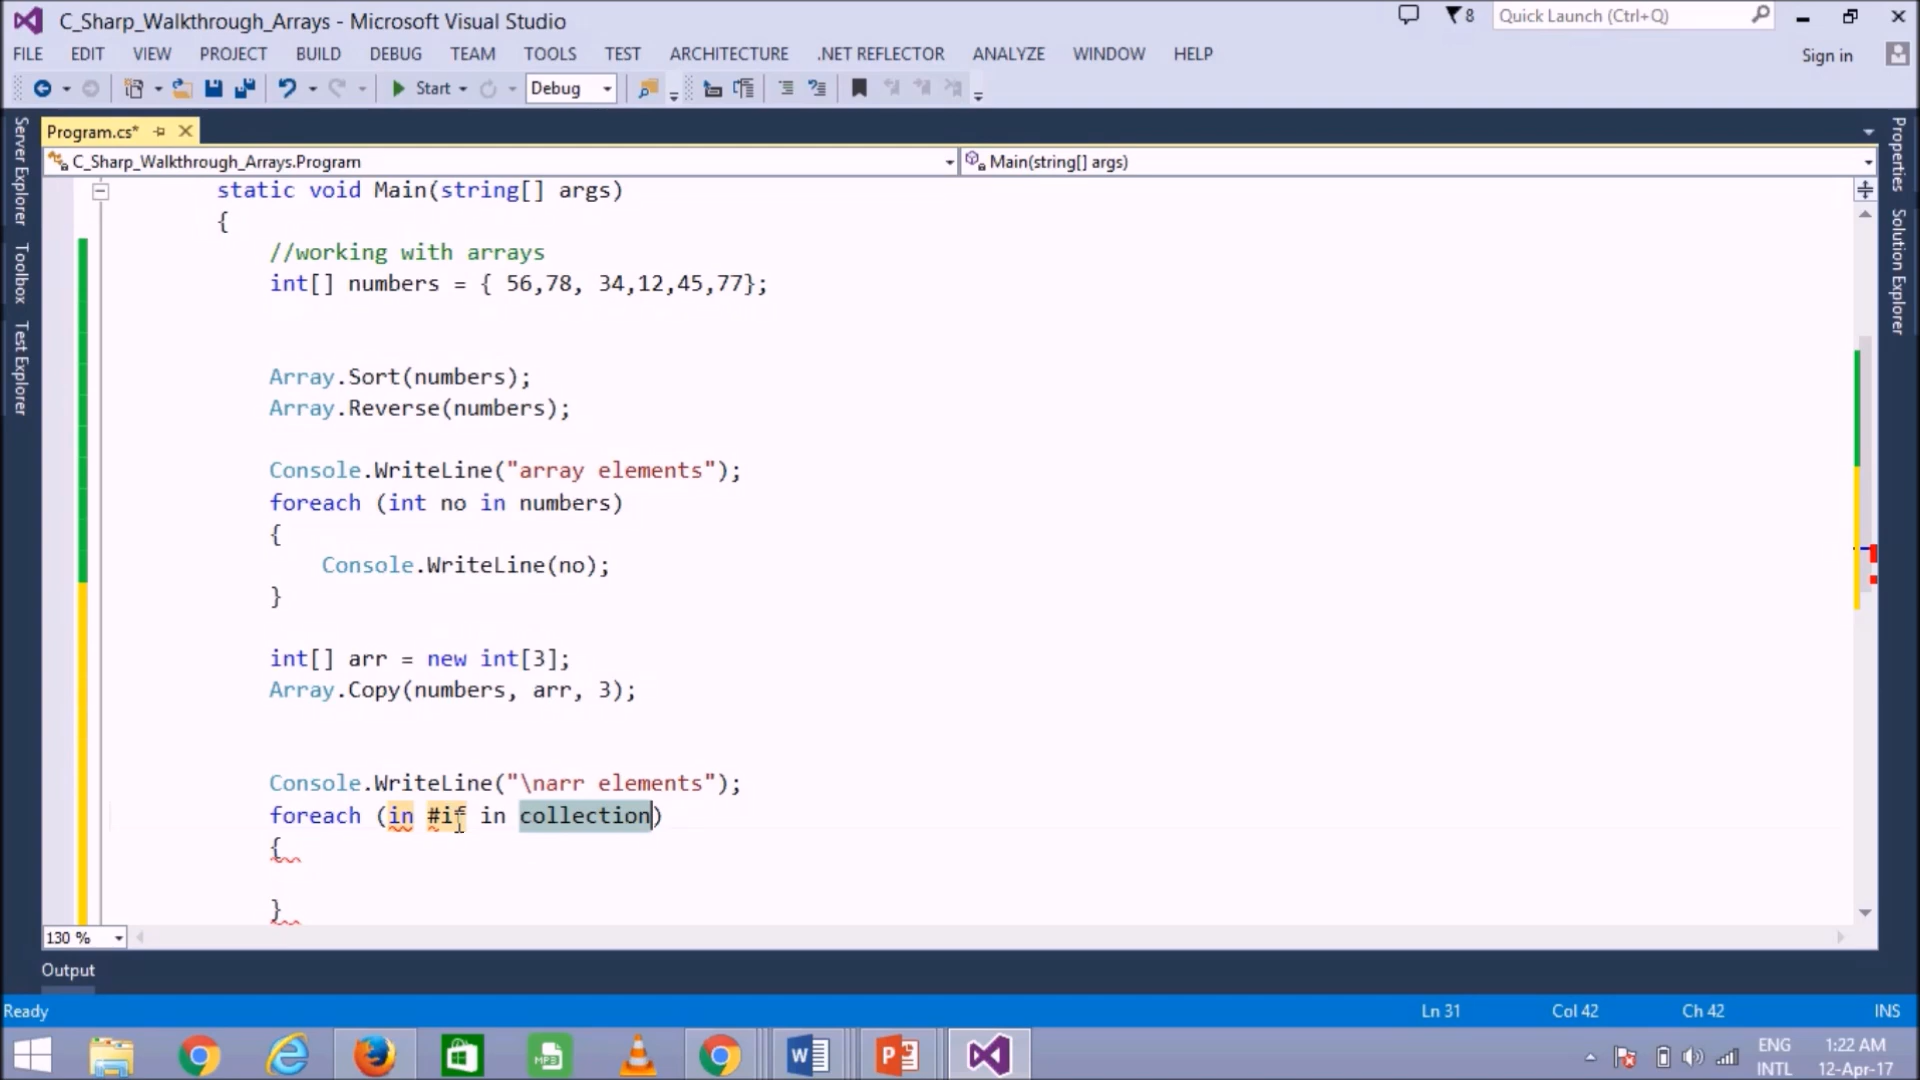 C_Sharp_Walkthrough_Arrays - Microsoft Visual Studio
8
Quick Launch (Ctrl+Q)
FILE EDIT VIEW PROJECT BUILD DEBUG TEAM TOOLS TEST ARCHITECTURE .NET REFLECTOR ANALYZE WINDOW HELP
Sign in
Start
Debug
Program.cs*
C_Sharp_Walkthrough_Arrays.Program
Main(string[] args)
Server Explorer
Toolbox
Test Explorer
Properties
Solution Explorer
static void Main(string[] args)
{
//working with arrays
int[] numbers = { 56,78, 34,12,45,77};
Array.Sort(numbers);
Array.Reverse(numbers);
Console.WriteLine("array elements");
foreach (int no in numbers)
{
Console.WriteLine(no);
}
int[] arr = new int[3];
Array.Copy(numbers, arr, 3);
Console.WriteLine("\narr elements");
foreach (in #if in collection)
{
}
130 %
Output
Ready
Ln 31
Col 42
Ch 42
INS
ENG
INTL
1:22 AM
12-Apr-17